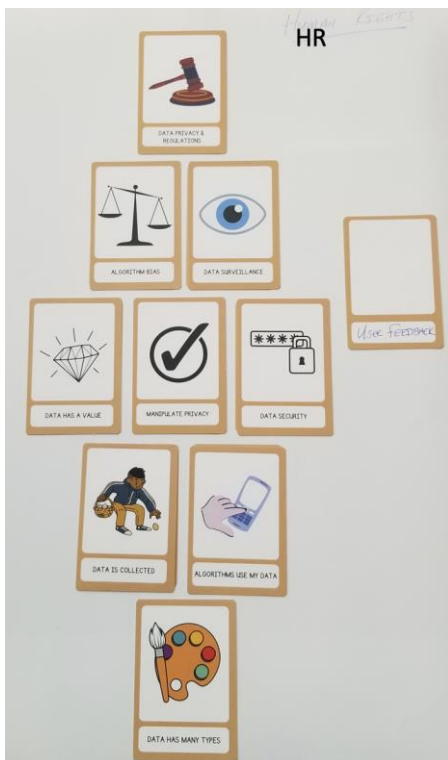 HUMAN RIGHTS
HR
DATA PRIVACY &
REGULATIONS
ALGORITHM BIAS
DATA SURVEILLANCE
USER FEEDBACK
DATA HAS A VALUE
MANIPULATE PRIVACY
DATA SECURITY
DATA IS COLLECTED
ALGORITHMS USE MY DATA
DATA HAS MANY TYPES